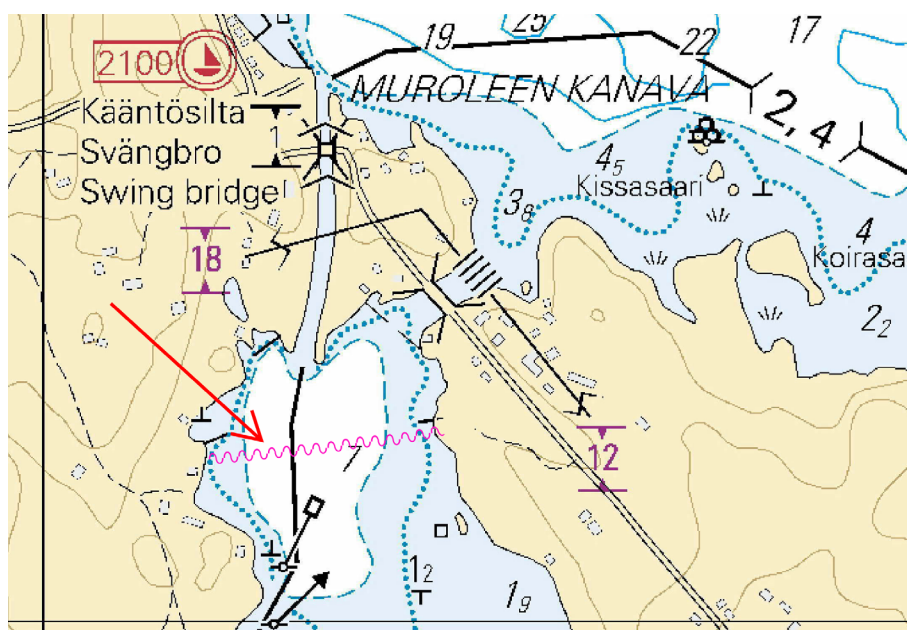 2100
19
25
22
17
MUROLEEN KANAVA
2, 4
Kääntösilta
Svängbro
Swing bridge
1
4₅
Kissasaari
3₈
4
Koirasa
2₂
18
12
7
1₂
1₉